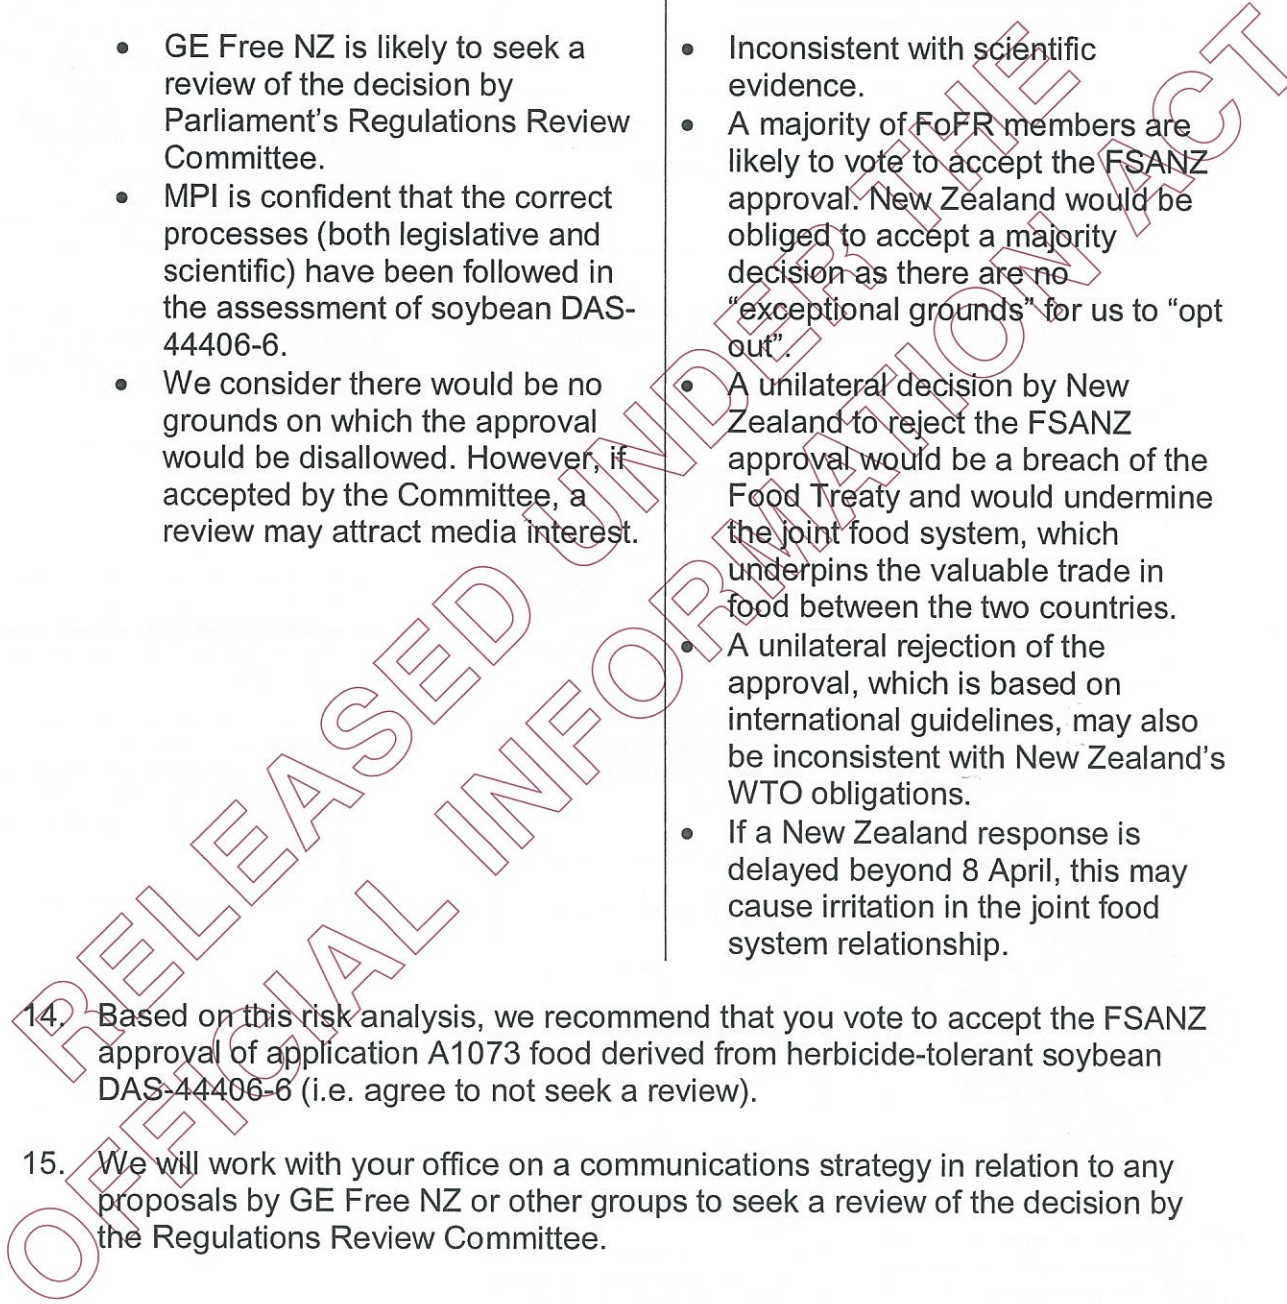 • GE Free NZ is likely to seek a
review of the decision by
Parliament's Regulations Review
Committee.
• MPI is confident that the correct
processes (both legislative and
scientific) have been followed in
the assessment of soybean DAS-
44406-6.
• We consider there would be no
grounds on which the approval
would be disallowed. However, if
accepted by the Committee, a
review may attract media interest.
• Inconsistent with scientific
evidence.
• A majority of FoFR members are
likely to vote to accept the FSANZ
approval. New Zealand would be
obliged to accept a majority
decision as there are no
“exceptional grounds” for us to “opt
out”.
• A unilateral decision by New
Zealand to reject the FSANZ
approval would be a breach of the
Food Treaty and would undermine
the joint food system, which
underpins the valuable trade in
food between the two countries.
• A unilateral rejection of the
approval, which is based on
international guidelines, may also
be inconsistent with New Zealand's
WTO obligations.
• If a New Zealand response is
delayed beyond 8 April, this may
cause irritation in the joint food
system relationship.
14. Based on this risk analysis, we recommend that you vote to accept the FSANZ
approval of application A1073 food derived from herbicide-tolerant soybean
DAS-44406-6 (i.e. agree to not seek a review).
15. We will work with your office on a communications strategy in relation to any
proposals by GE Free NZ or other groups to seek a review of the decision by
the Regulations Review Committee.
RELEASED UNDER THE
OFFICIAL INFORMATION ACT